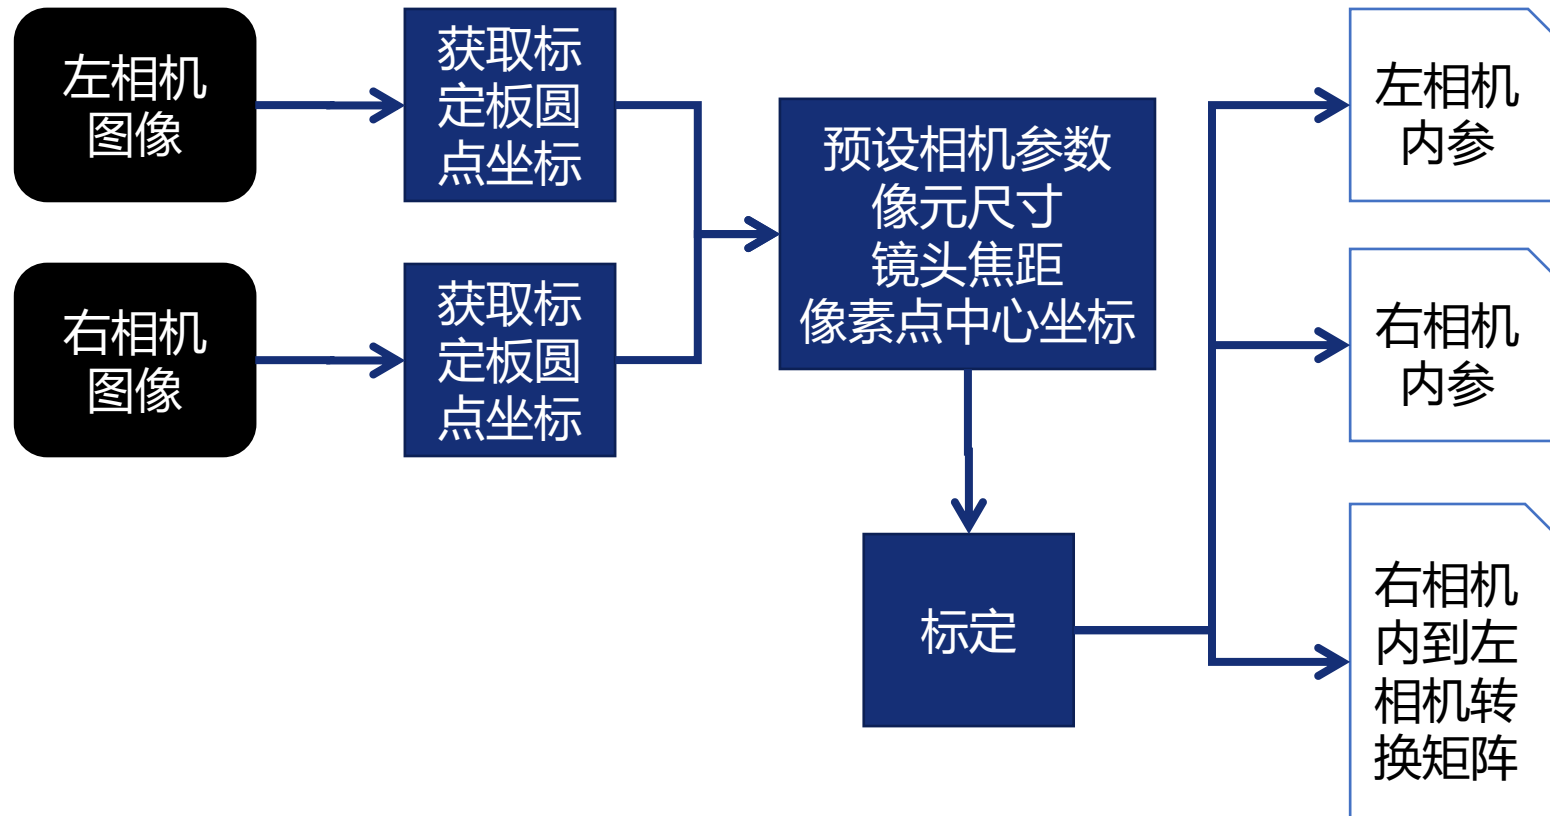 左相机
图像
获取标
定板圆
点坐标
右相机
图像
获取标
定板圆
点坐标
预设相机参数
像元尺寸
镜头焦距
像素点中心坐标
标定
左相机
内参
右相机
内参
右相机
内到左
相机转
换矩阵